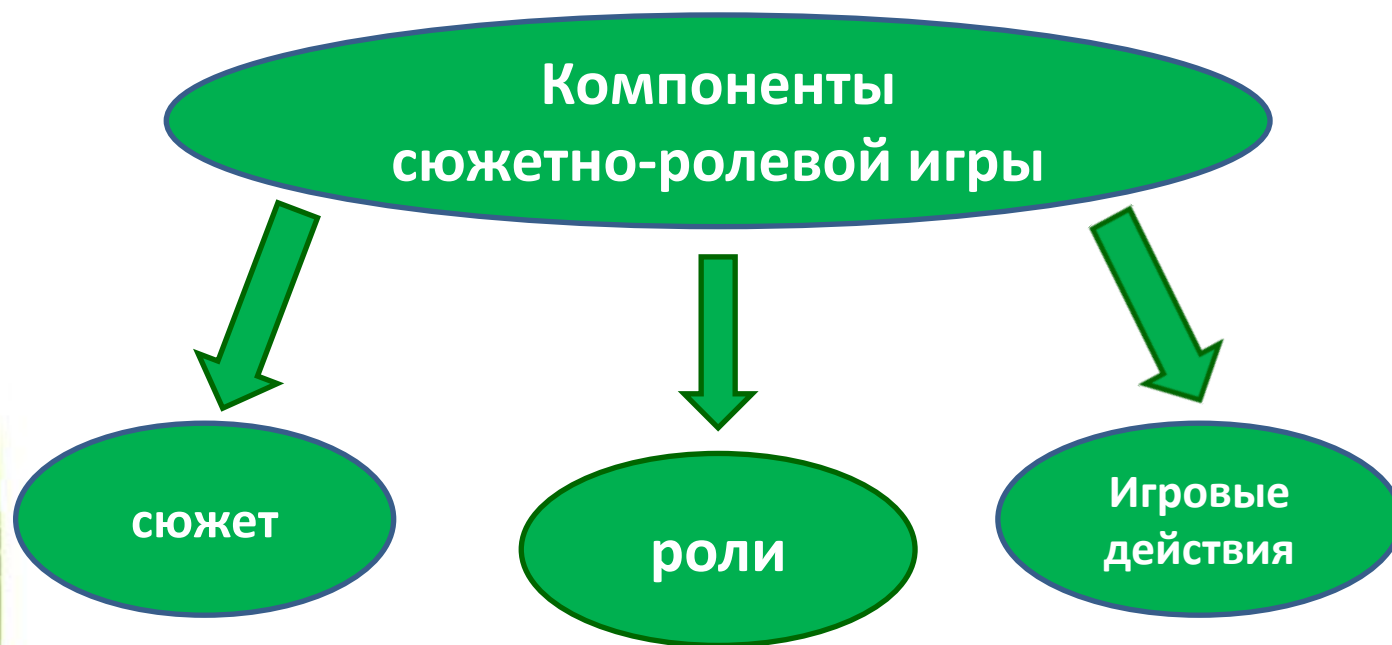 Компоненты
сюжетно-ролевой игры
сюжет
роли
Игровые
действия